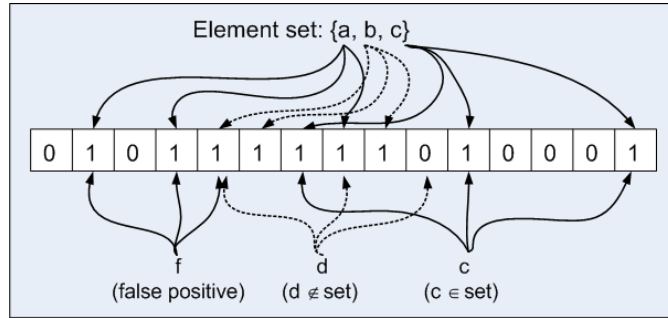 Element set: {a, b, c}
0 1 0 1 1 1 1 1 1 0 1 0 0 0 1
f d c
(false positive) (d ∉ set) (c ∈ set)